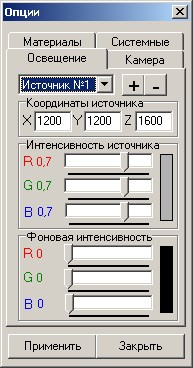 Опции
Материалы Системные
Освещение Камера
Источник №1 + -
Координаты источника
X 1200 Y 1200 Z 1600
Интенсивность источника
R 0,7
G 0,7
B 0,7
Фоновая интенсивность
R 0
G 0
B 0
Применить Закрыть